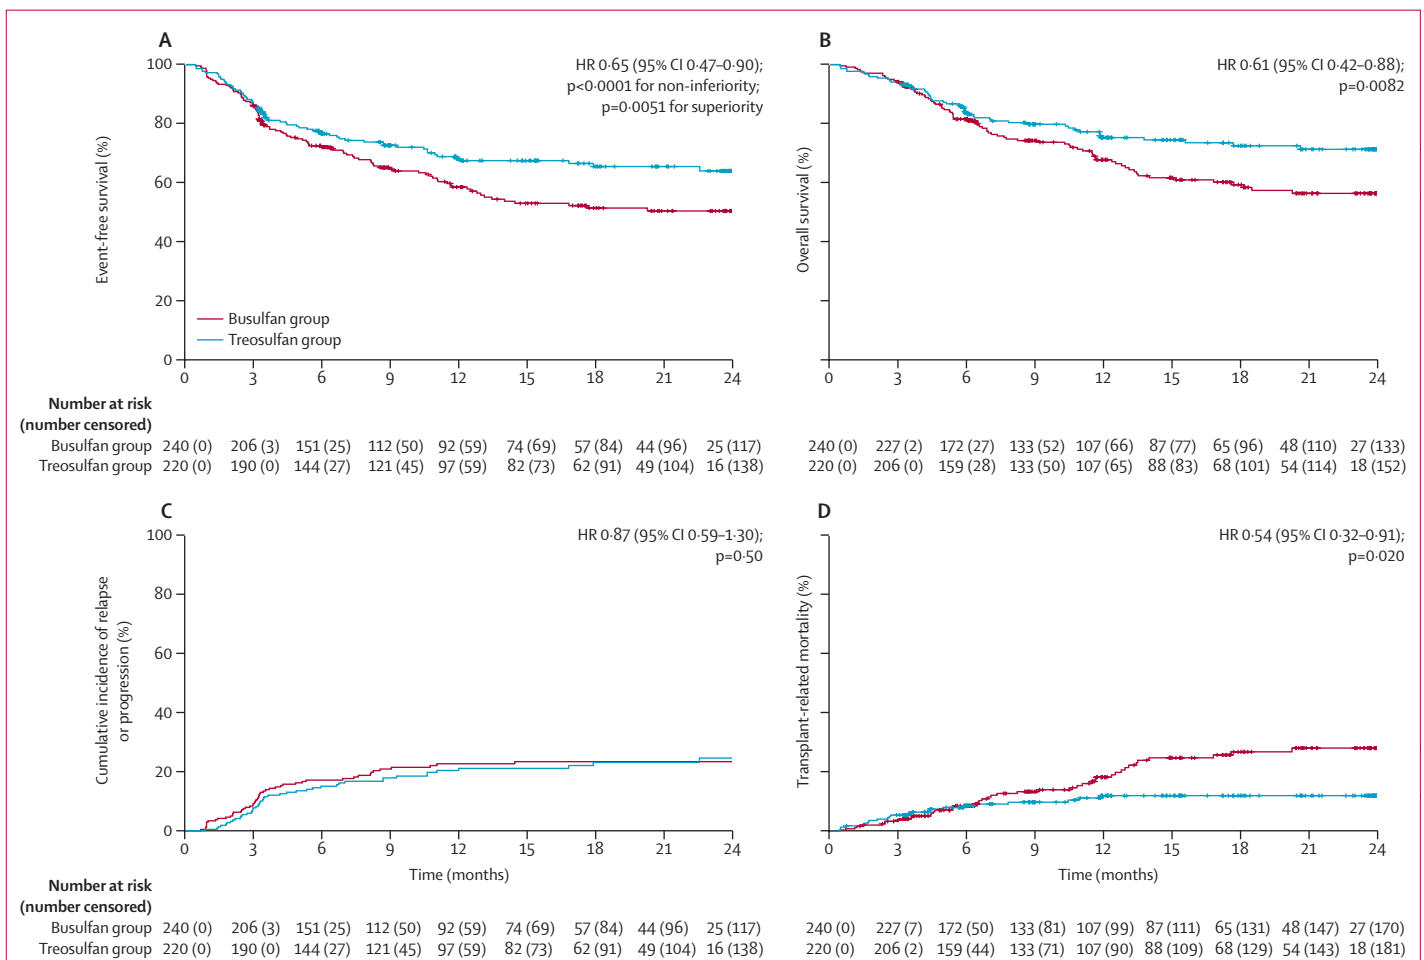 A
HR 0·65 (95% CI 0·47–0·90);
p<0·0001 for non-inferiority;
p=0·0051 for superiority
Event-free survival (%)
100
80
60
40
20
0
Busulfan group
Treosulfan group
0 3 6 9 12 15 18 21 24
Number at risk
(number censored)
Busulfan group 240 (0) 206 (3) 151 (25) 112 (50) 92 (59) 74 (69) 57 (84) 44 (96) 25 (117)
Treosulfan group 220 (0) 190 (0) 144 (27) 121 (45) 97 (59) 82 (73) 62 (91) 49 (104) 16 (138)
B
HR 0·61 (95% CI 0·42–0·88);
p=0·0082
Overall survival (%)
0 3 6 9 12 15 18 21 24
240 (0) 227 (2) 172 (27) 133 (52) 107 (66) 87 (77) 65 (96) 48 (110) 27 (133)
220 (0) 206 (0) 159 (28) 133 (50) 107 (65) 88 (83) 68 (101) 54 (114) 18 (152)
C
HR 0·87 (95% CI 0·59–1·30);
p=0·50
Cumulative incidence of relapse
or progression (%)
100
80
60
40
20
0
0 3 6 9 12 15 18 21 24
Time (months)
Number at risk
(number censored)
Busulfan group 240 (0) 206 (3) 151 (25) 112 (50) 92 (59) 74 (69) 57 (84) 44 (96) 25 (117)
Treosulfan group 220 (0) 190 (0) 144 (27) 121 (45) 97 (59) 82 (73) 62 (91) 49 (104) 16 (138)
D
HR 0·54 (95% CI 0·32–0·91);
p=0·020
Transplant-related mortality (%)
0 3 6 9 12 15 18 21 24
Time (months)
240 (0) 227 (7) 172 (50) 133 (81) 107 (99) 87 (111) 65 (131) 48 (147) 27 (170)
220 (0) 206 (2) 159 (44) 133 (71) 107 (90) 88 (109) 68 (129) 54 (143) 18 (181)